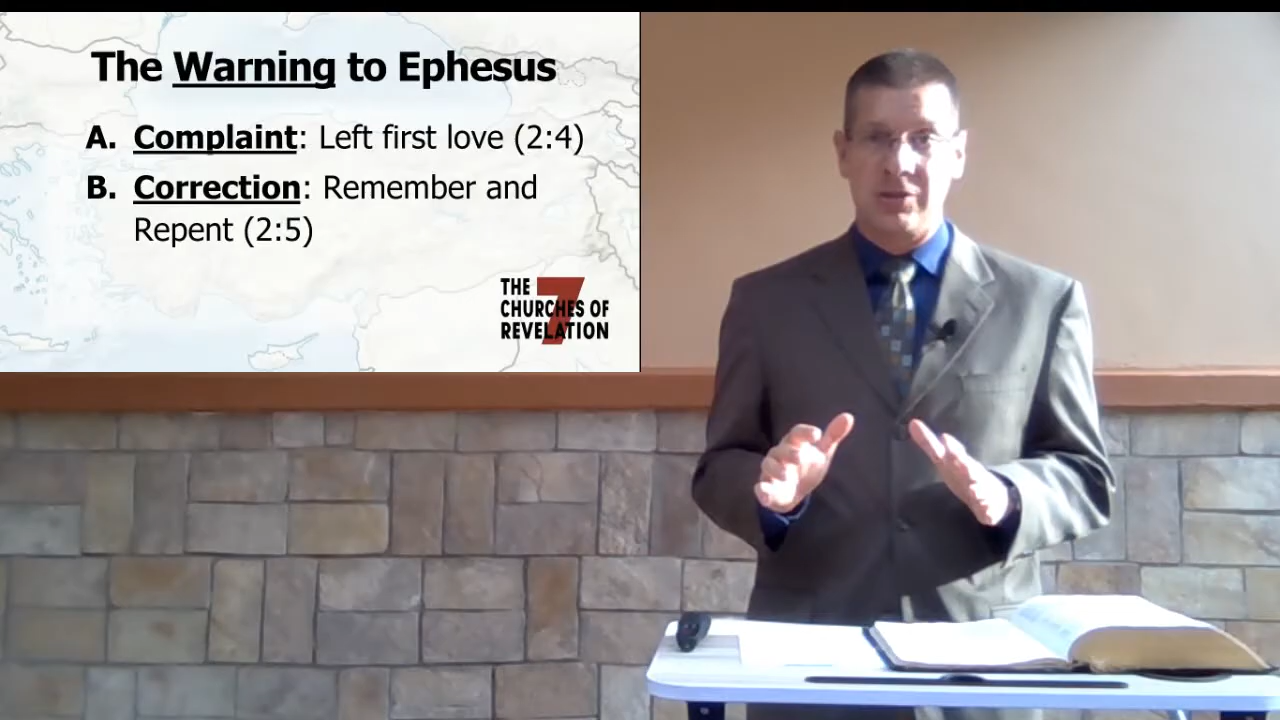 The Warning to Ephesus
A. Complaint: Left first love (2:4)
B. Correction: Remember and
Repent (2:5)
THE 7
CHURCHES OF
REVELATION